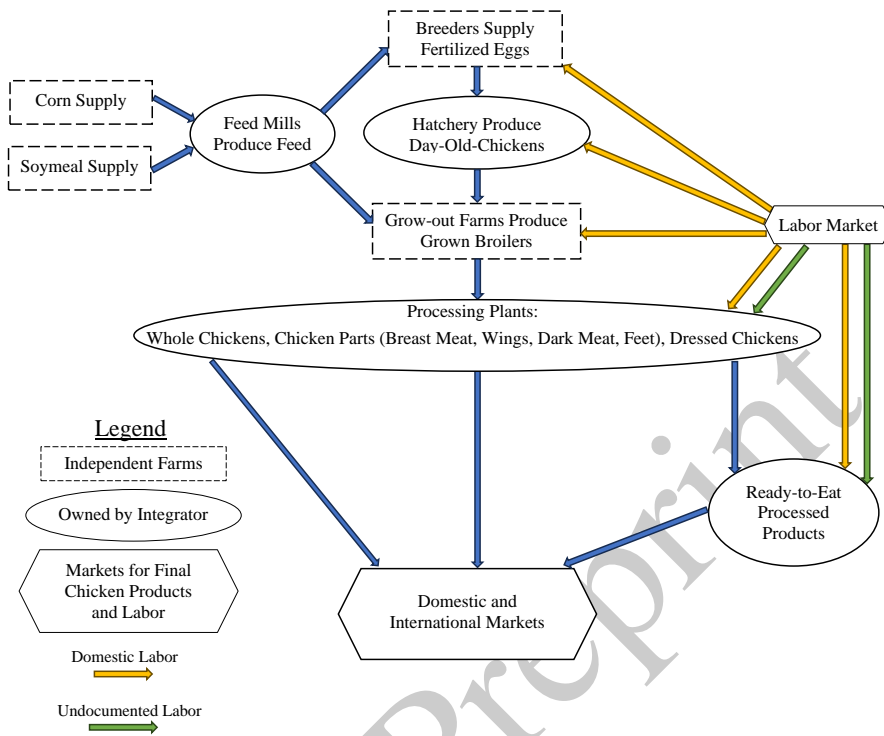 Breeders Supply
Fertilized Eggs
Corn Supply
Feed Mills
Produce Feed
Hatchery Produce
Day-Old-Chickens
Soymeal Supply
Grow-out Farms Produce
Grown Broilers
Labor Market
Processing Plants:
Whole Chickens, Chicken Parts (Breast Meat, Wings, Dark Meat, Feet), Dressed Chickens
Legend
Independent Farms
Owned by Integrator
Markets for Final
Chicken Products
and Labor
Domestic Labor
Undocumented Labor
Ready-to-Eat
Processed
Products
Domestic and
International Markets
Preprint